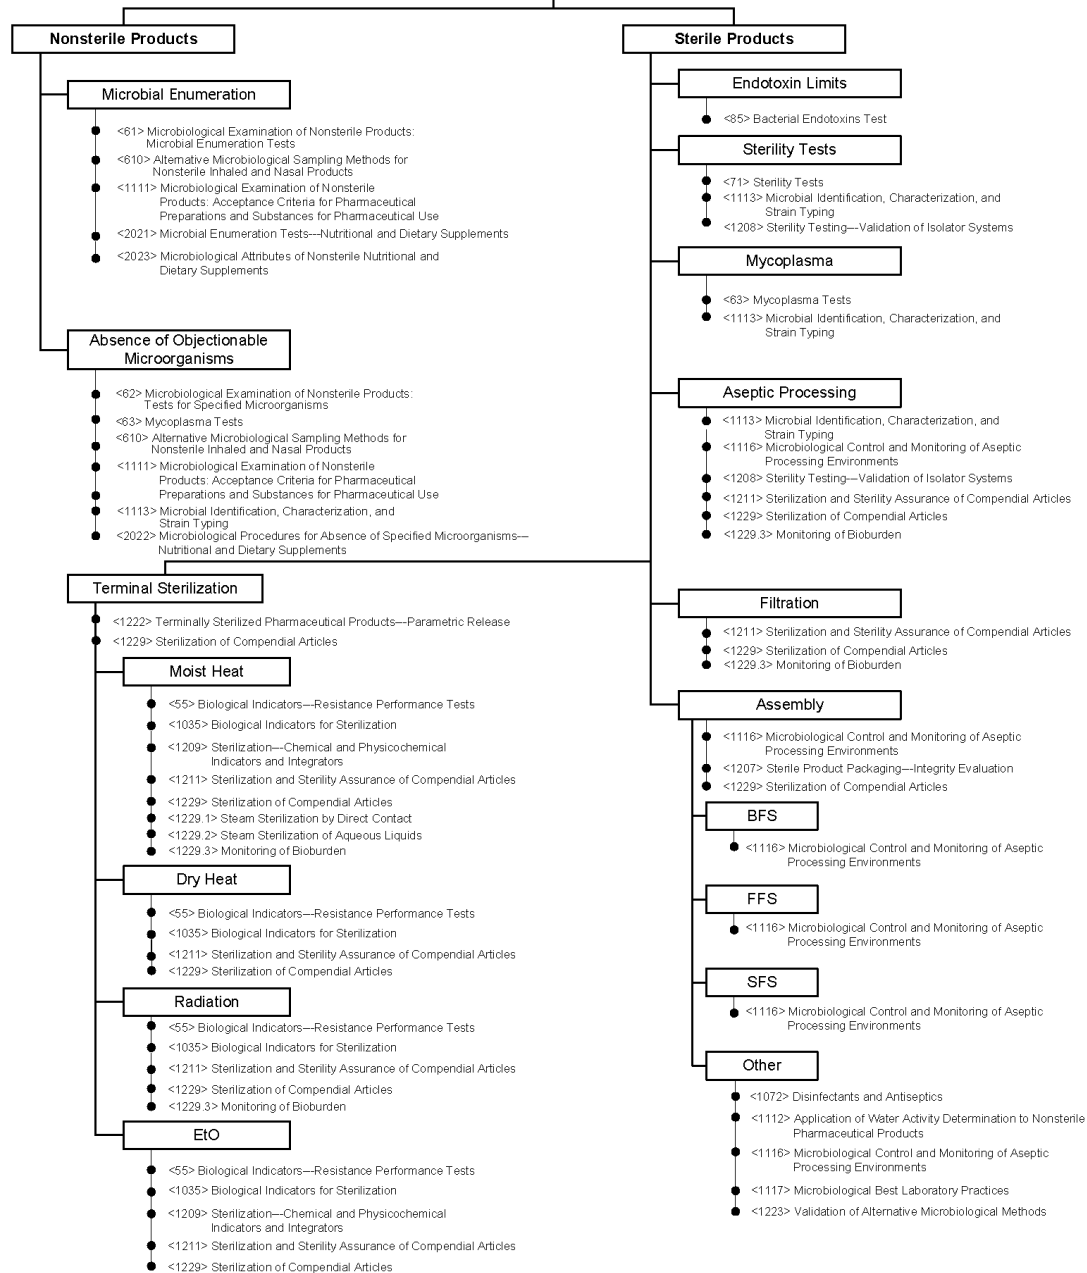 Nonsterile Products
Microbial Enumeration
<61> Microbiological Examination of Nonsterile Products:
Microbial Enumeration Tests
<610> Alternative Microbiological Sampling Methods for
Nonsterile Inhaled and Nasal Products
<1111> Microbiological Examination of Nonsterile
Products: Acceptance Criteria for Pharmaceutical
Preparations and Substances for Pharmaceutical Use
<2021> Microbial Enumeration Tests---Nutritional and Dietary Supplements
<2023> Microbiological Attributes of Nonsterile Nutritional and
Dietary Supplements
Absence of Objectionable
Microorganisms
<62> Microbiological Examination of Nonsterile Products:
Tests for Specified Microorganisms
<63> Mycoplasma Tests
<610> Alternative Microbiological Sampling Methods for
Nonsterile Inhaled and Nasal Products
<1111> Microbiological Examination of Nonsterile
Products: Acceptance Criteria for Pharmaceutical
Preparations and Substances for Pharmaceutical Use
<1113> Microbial Identification, Characterization, and
Strain Typing
<2022> Microbiological Procedures for Absence of Specified Microorganisms---
Nutritional and Dietary Supplements
Sterile Products
Endotoxin Limits
<85> Bacterial Endotoxins Test
Sterility Tests
<71> Sterility Tests
<1113> Microbial Identification, Characterization, and
Strain Typing
<1208> Sterility Testing---Validation of Isolator Systems
Mycoplasma
<63> Mycoplasma Tests
<1113> Microbial Identification, Characterization, and
Strain Typing
Aseptic Processing
<1113> Microbial Identification, Characterization, and
Strain Typing
<1116> Microbiological Control and Monitoring of Aseptic
Processing Environments
<1208> Sterility Testing---Validation of Isolator Systems
<1211> Sterilization and Sterility Assurance of Compendial Articles
<1229> Sterilization of Compendial Articles
<1229.3> Monitoring of Bioburden
Terminal Sterilization
<1222> Terminally Sterilized Pharmaceutical Products---Parametric Release
<1229> Sterilization of Compendial Articles
Moist Heat
<55> Biological Indicators---Resistance Performance Tests
<1035> Biological Indicators for Sterilization
<1209> Sterilization---Chemical and Physicochemical
Indicators and Integrators
<1211> Sterilization and Sterility Assurance of Compendial Articles
<1229> Sterilization of Compendial Articles
<1229.1> Steam Sterilization by Direct Contact
<1229.2> Steam Sterilization of Aqueous Liquids
<1229.3> Monitoring of Bioburden
Dry Heat
<55> Biological Indicators---Resistance Performance Tests
<1035> Biological Indicators for Sterilization
<1211> Sterilization and Sterility Assurance of Compendial Articles
<1229> Sterilization of Compendial Articles
Radiation
<55> Biological Indicators---Resistance Performance Tests
<1035> Biological Indicators for Sterilization
<1211> Sterilization and Sterility Assurance of Compendial Articles
<1229> Sterilization of Compendial Articles
<1229.3> Monitoring of Bioburden
EtO
<55> Biological Indicators---Resistance Performance Tests
<1035> Biological Indicators for Sterilization
<1209> Sterilization---Chemical and Physicochemical
Indicators and Integrators
<1211> Sterilization and Sterility Assurance of Compendial Articles
<1229> Sterilization of Compendial Articles
Filtration
<1211> Sterilization and Sterility Assurance of Compendial Articles
<1229> Sterilization of Compendial Articles
<1229.3> Monitoring of Bioburden
Assembly
<1116> Microbiological Control and Monitoring of Aseptic
Processing Environments
<1207> Sterile Product Packaging---Integrity Evaluation
<1229> Sterilization of Compendial Articles
BFS
<1116> Microbiological Control and Monitoring of Aseptic
Processing Environments
FFS
<1116> Microbiological Control and Monitoring of Aseptic
Processing Environments
SFS
<1116> Microbiological Control and Monitoring of Aseptic
Processing Environments
Other
<1072> Disinfectants and Antiseptics
<1112> Application of Water Activity Determination to Nonsterile
Pharmaceutical Products
<1116> Microbiological Control and Monitoring of Aseptic
Processing Environments
<1117> Microbiological Best Laboratory Practices
<1223> Validation of Alternative Microbiological Methods